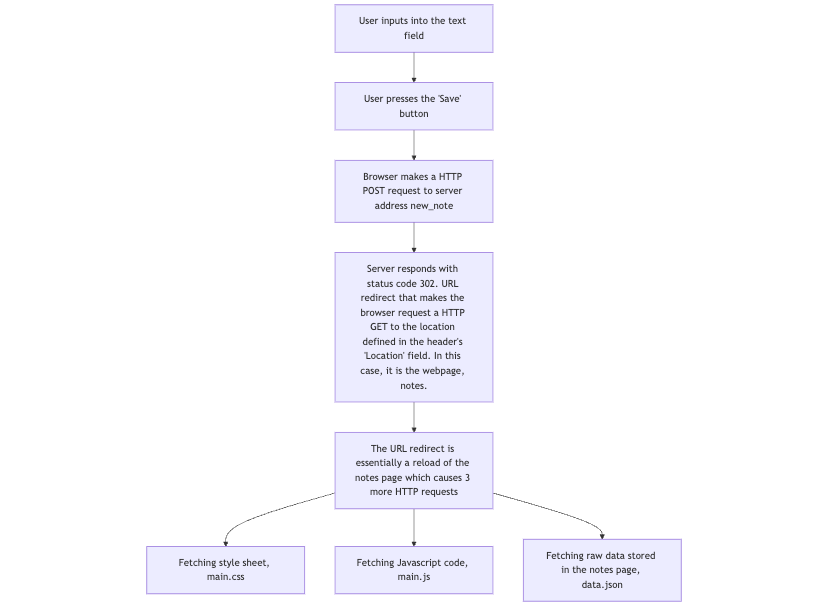 User inputs into the text
field
User presses the 'Save'
button
Browser makes a HTTP
POST request to server
address new_note
Server responds with
status code 302. URL
redirect that makes the
browser request a HTTP
GET to the location
defined in the header's
'Location' field. In this
case, it is the webpage,
notes.
The URL redirect is
essentially a reload of the
notes page which causes 3
more HTTP requests
Fetching style sheet,
main.css
Fetching Javascript code,
main.js
Fetching raw data stored
in the notes page,
data.json